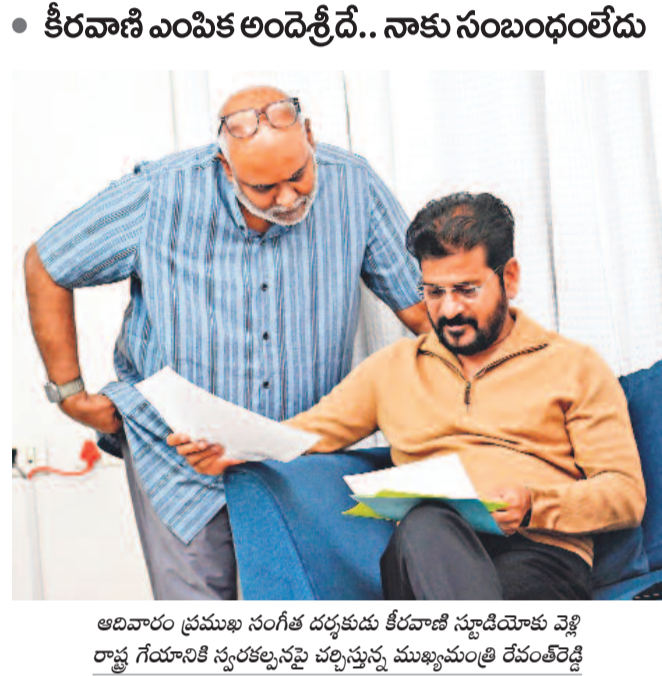 • కీరవాణి ఎంపిక అందెశ్రీదే.. నాకు సంబంధంలేదు
ఆదివారం ప్రముఖ సంగీత దర్శకుడు కీరవాణి స్టూడియోకు వెళ్లి
రాష్ట్ర గేయానికి స్వరకల్పనపై చర్చిస్తున్న ముఖ్యమంత్రి రేవంత్‌రెడ్డి